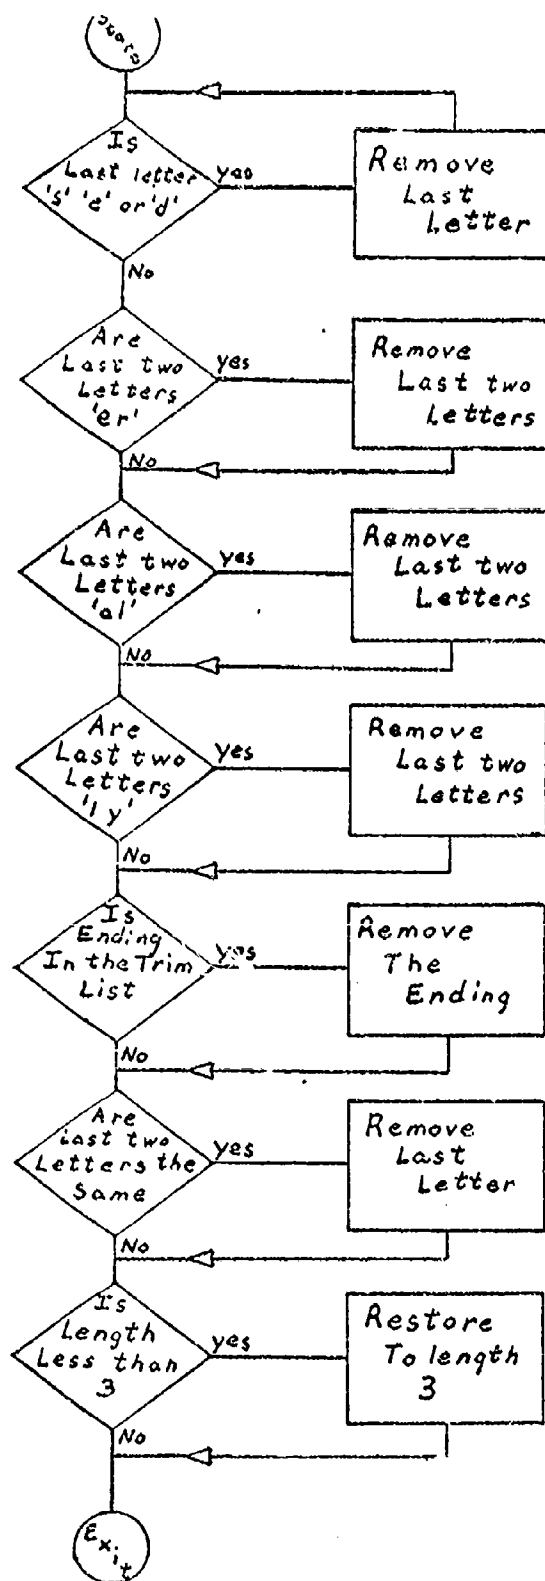 Start
Is
Last letter
's' 'e' or 'd'
yes
Remove
Last
Letter
No
Are
Last two
Letters
'er'
yes
Remove
Last two
Letters
No
Are
Last two
Letters
yes
Remove
Last two
Letters
No
Are
Last two
Letters
'ly'
yes
Remove
Last two
Letters
No
Is
Ending
In the Trim
List
yes
Remove
The
Ending
No
Are
Last two
Letters the
Same
yes
Remove
Last
Letter
No
Is
Length
Less than
3
yes
Restore
To length
3
No
Exit